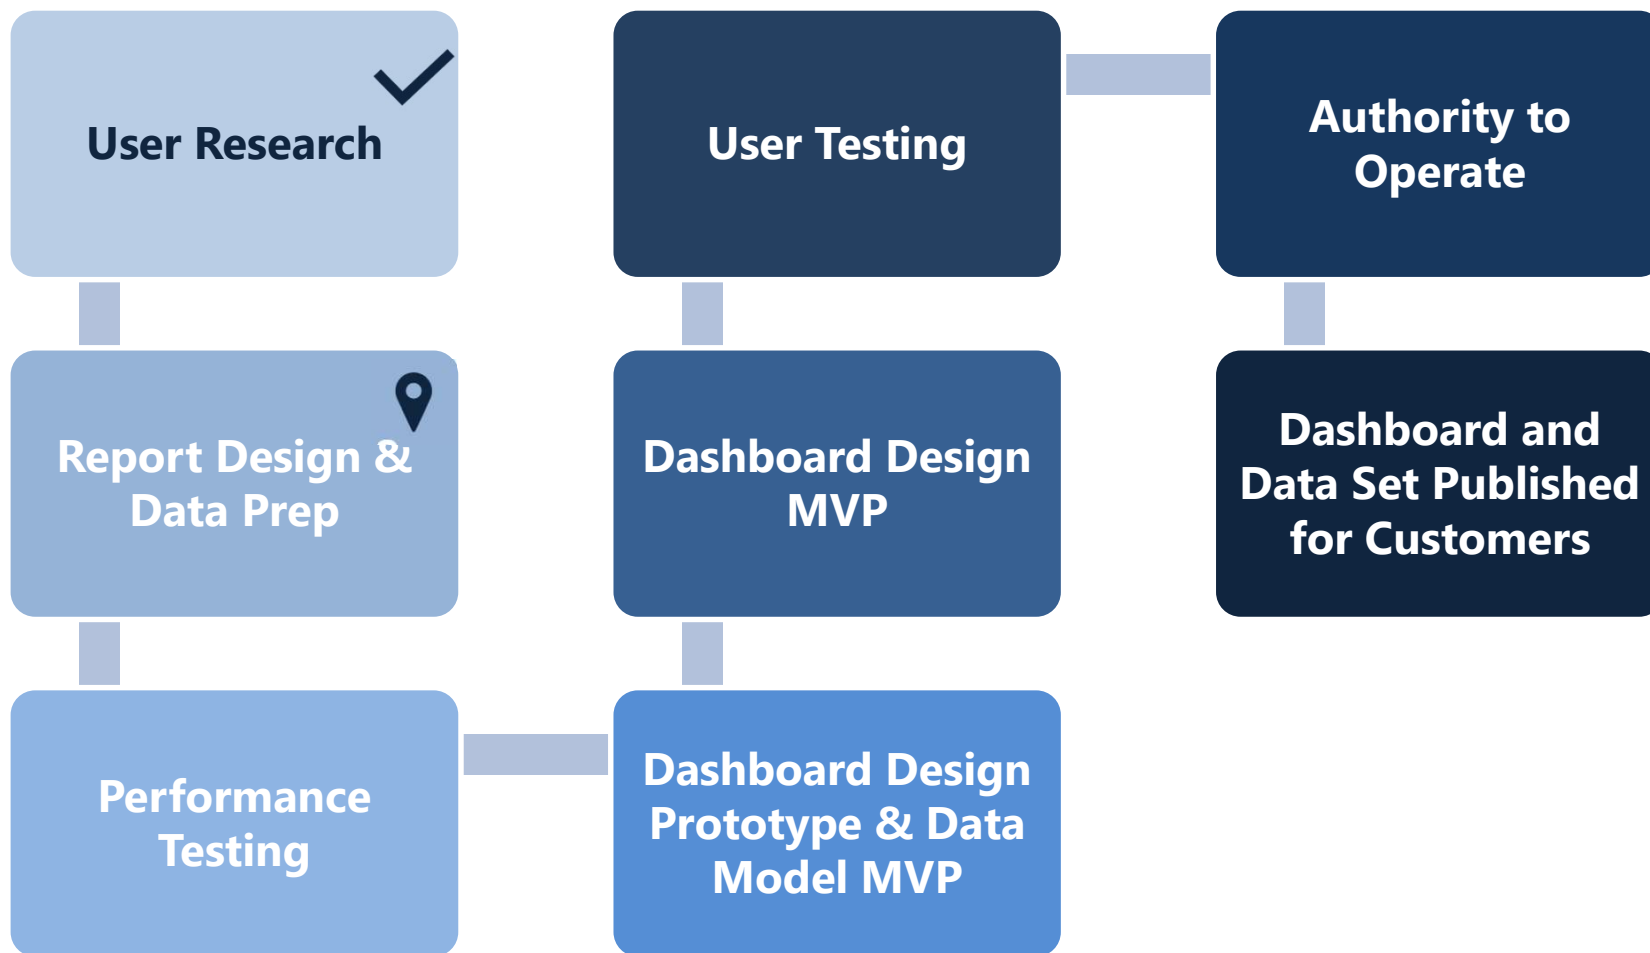 User Research
Report Design &
Data Prep
Performance
Testing
Dashboard Design
Prototype & Data
Model MVP
Dashboard Design
MVP
User Testing
Authority to
Operate
Dashboard and
Data Set Published
for Customers